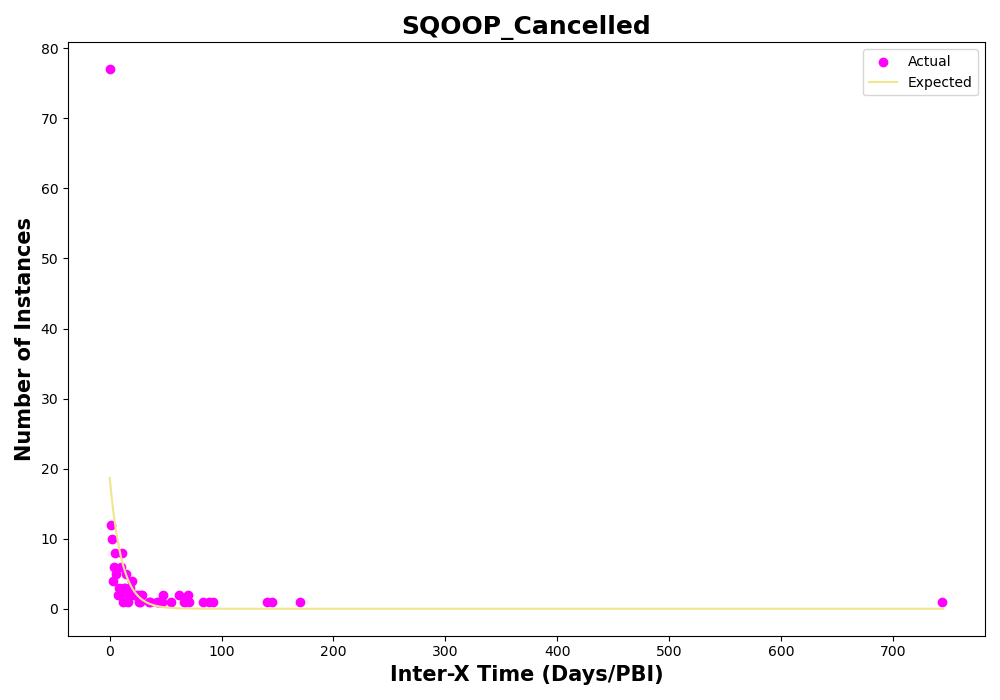 SQOOP_Cancelled
Actual
Expected
Number of Instances
80
70
60
50
40
30
20
10
0
0 100 200 300 400 500 600 700
Inter-X Time (Days/PBI)